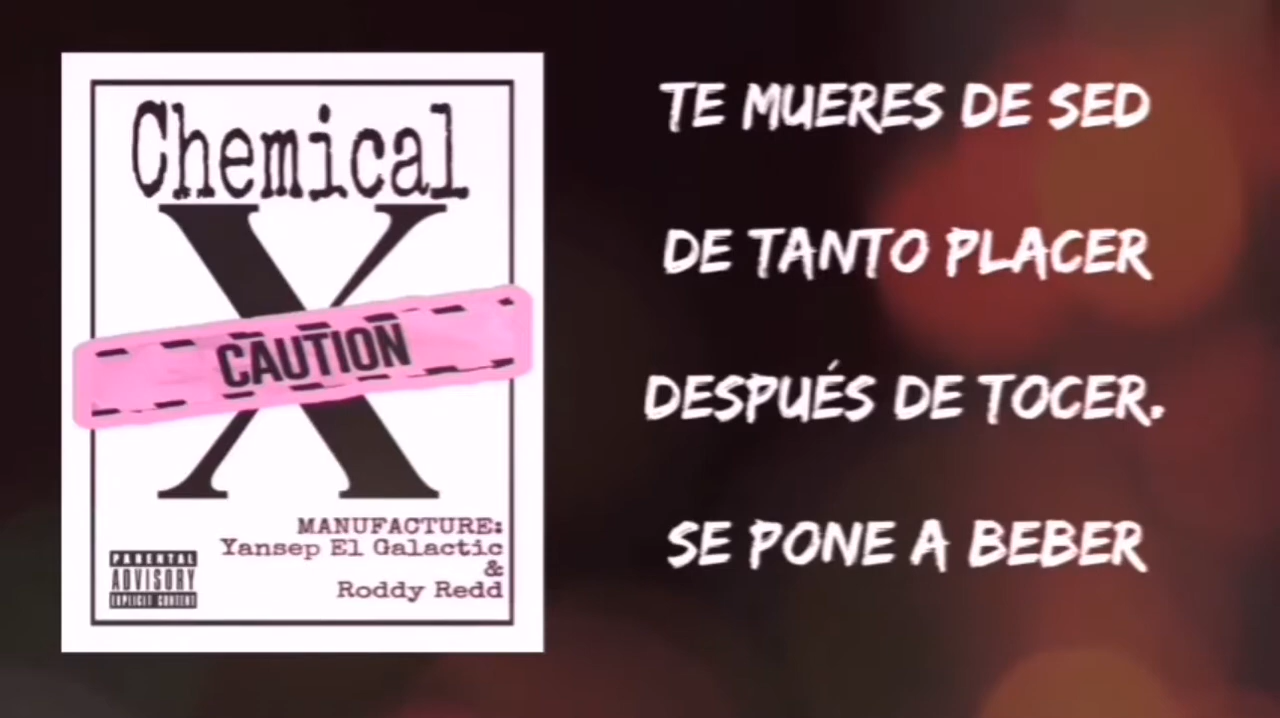 Chemical
X
CAUTION
MANUFACTURE:
Yansep El Galactic
&
Roddy Redd
PARENTAL
ADVISORY
EXPLICIT CONTENT
TE MUERES DE SED
DE TANTO PLACER
DESPUÉS DE TOCER.
SE PONE A BEBER